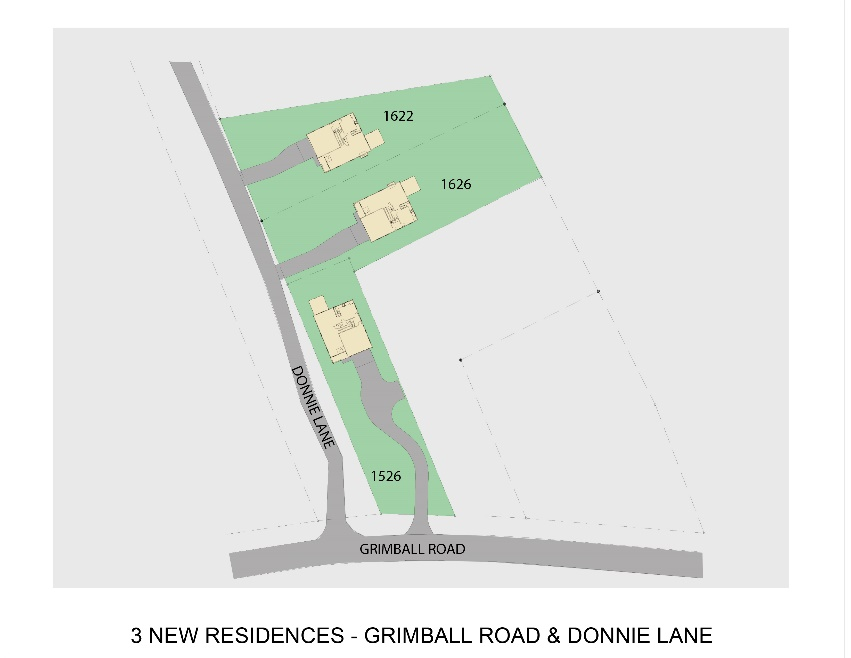 1622
1626
DONNIE LANE
1526
GRIMBALL ROAD
3 NEW RESIDENCES - GRIMBALL ROAD & DONNIE LANE